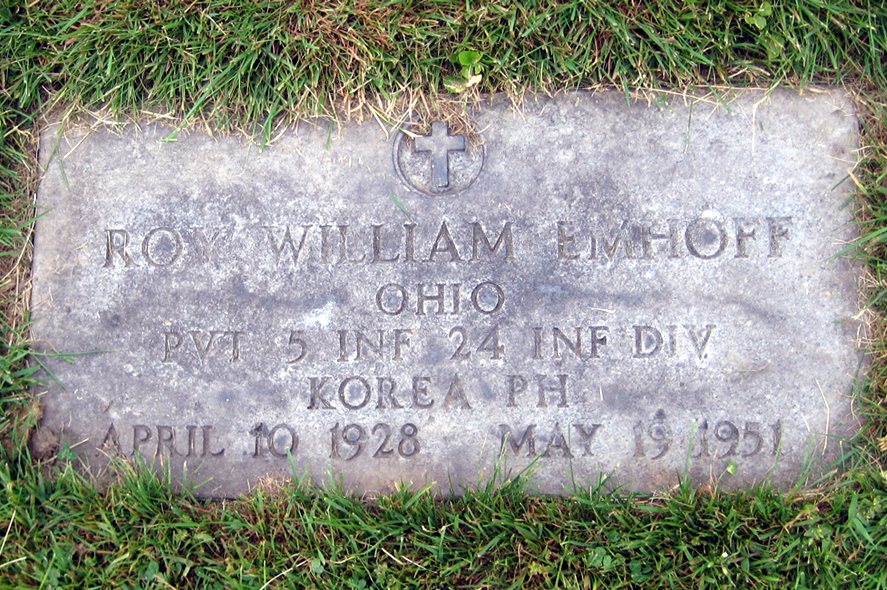 ROY WILLIAM EMHOFF
OHIO
PVT 5 INF 24 INF DIV
KOREA PH
APRIL 10 1928 MAY 19 1951